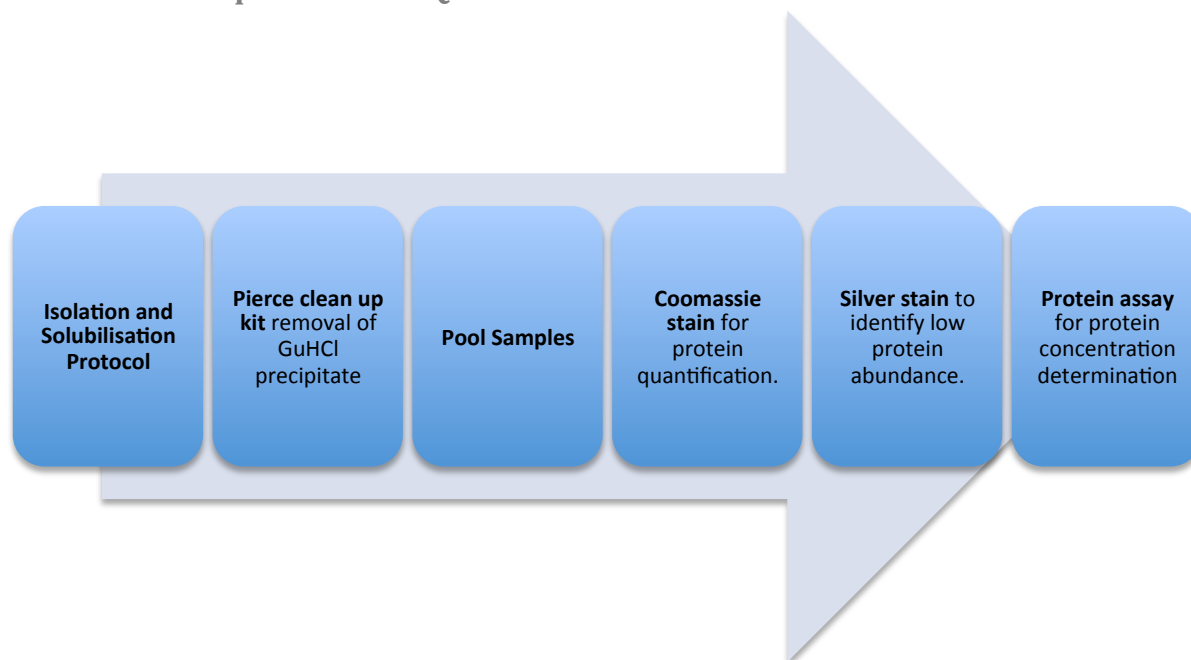 Isolation and
Solubilisation
Protocol
Pierce clean up
kit removal of
GuHCl
precipitate
Pool Samples
Coomassie
stain for
protein
quantification.
Silver stain to
identify low
protein
abundance.
Protein assay
for protein
concentration
determination